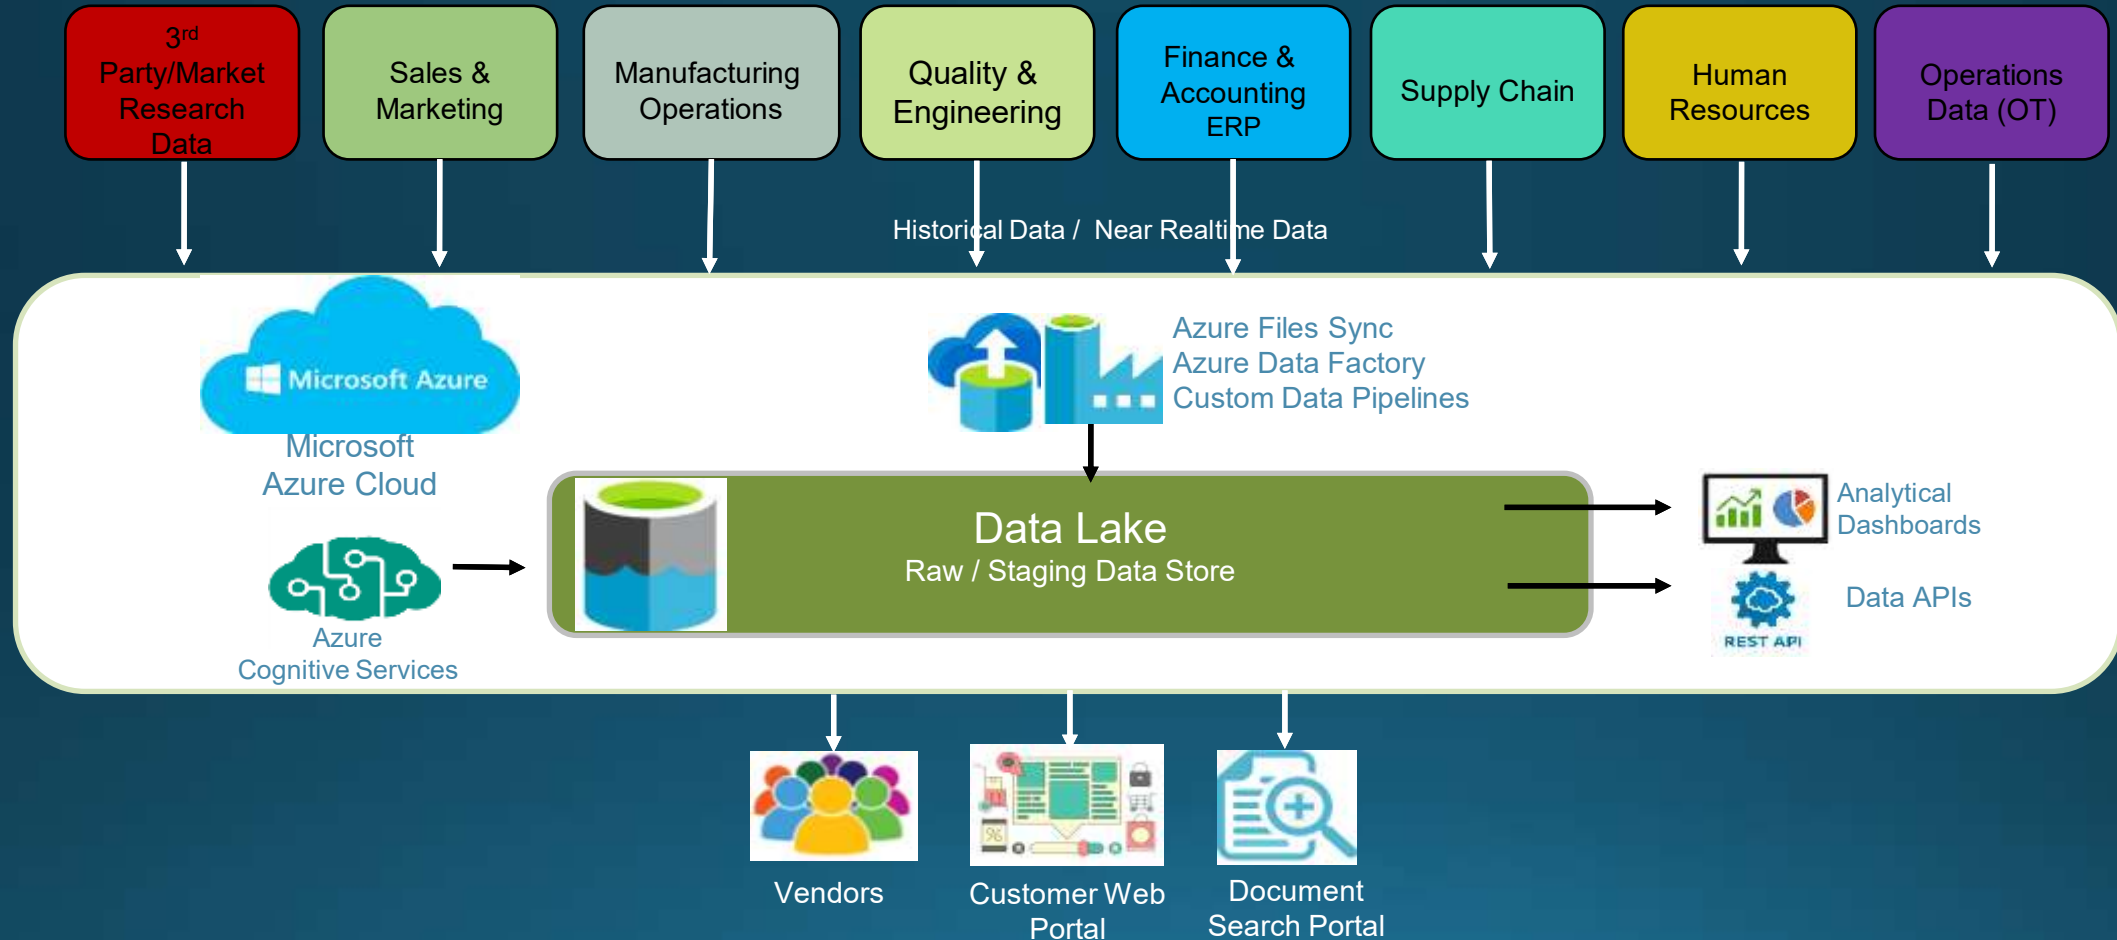 3rd
Party/Market
Research
Data
Sales &
Marketing
Manufacturing
Operations
Quality &
Engineering
Finance &
Accounting
ERP
Supply Chain
Human
Resources
Operations
Data (OT)
Historical Data / Near Realtime Data
Microsoft Azure
Microsoft
Azure Cloud
Azure Files Sync
Azure Data Factory
Custom Data Pipelines
Data Lake
Raw / Staging Data Store
Azure
Cognitive Services
Analytical
Dashboards
REST API
Data APIs
Vendors
%
Customer Web
Portal
Document
Search Portal